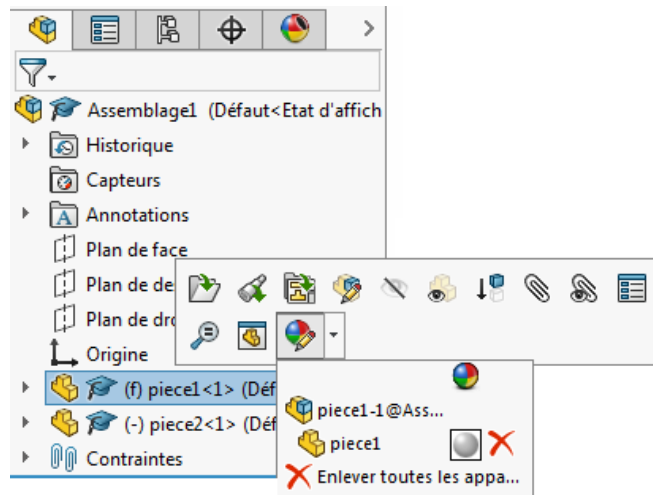 Assemblage1 (Défaut<Etat d'affich
Historique
Capteurs
A Annotations
Plan de face
Plan de de
Plan de dro
Origine
(f) piece1<1> (Déf
(-) piece2<1> (Déf
Contraintes
piece1-1@Ass...
piece1
Enlever toutes les appa...